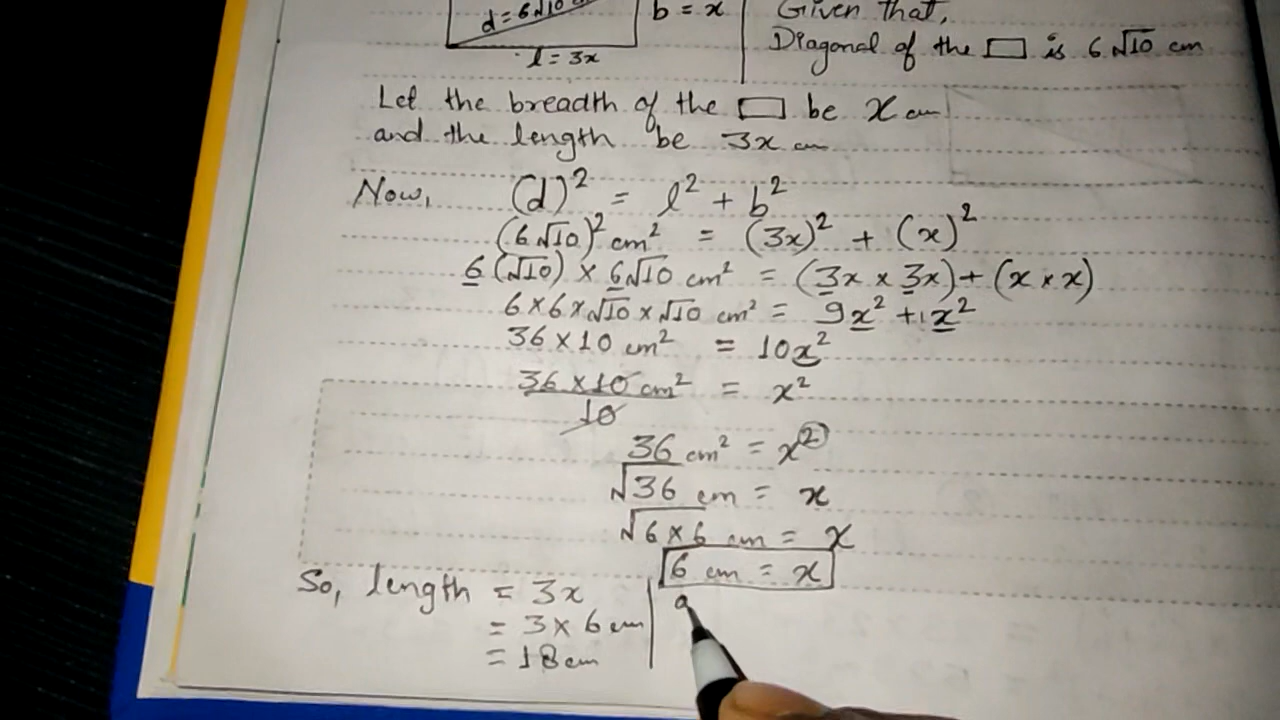 d = 6√10 cm
b = x
l = 3x
Given that,
Diagonal of the ▭ is 6√10 cm
Let the breadth of the ▭ be x cm
and the length be 3x cm
Now, (d)² = l² + b²
(6√10)² cm² = (3x)² + (x)²
6(√10) × 6√10 cm² = (3x × 3x) + (x × x)
6×6×√10 × √10 cm² = 9x² + 1x²
36 × 10 cm² = 10x²
36 × 10 cm² / 10 = x²
36 cm² = x²
√36 cm = x
√6×6 cm = x
6 cm = x
So, length = 3x
= 3 × 6 cm
= 18 cm
a